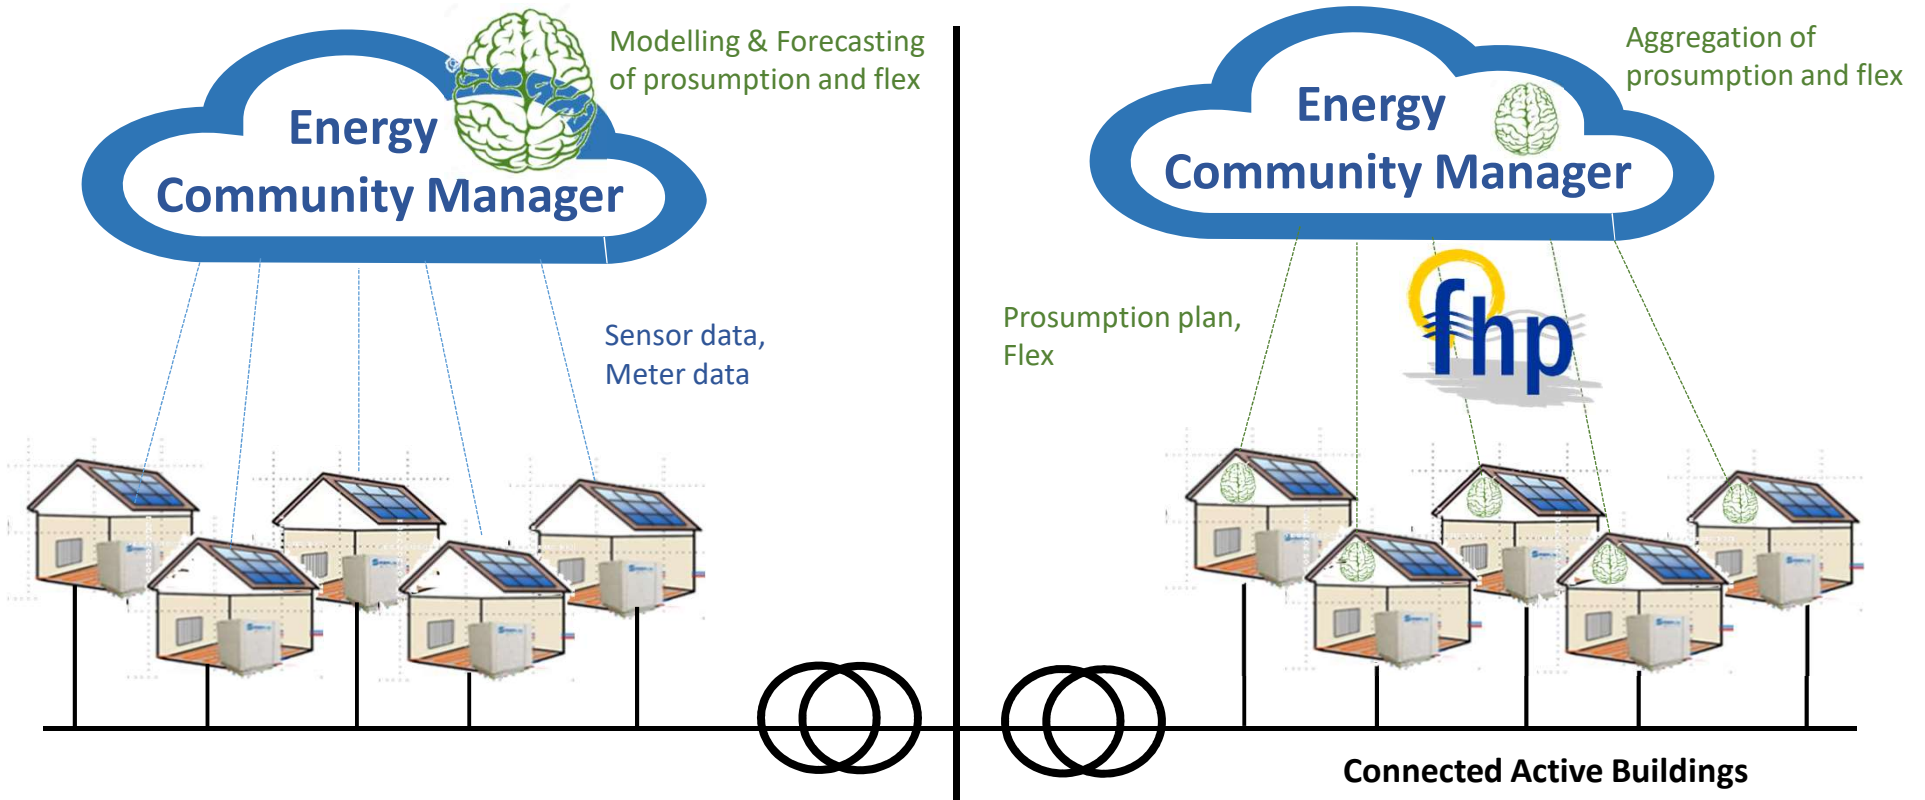 Modelling & Forecasting
of prosumption and flex
Energy
Community Manager
Sensor data,
Meter data
Aggregation of
prosumption and flex
Energy
Community Manager
Prosumption plan,
Flex
fhp
Connected Active Buildings